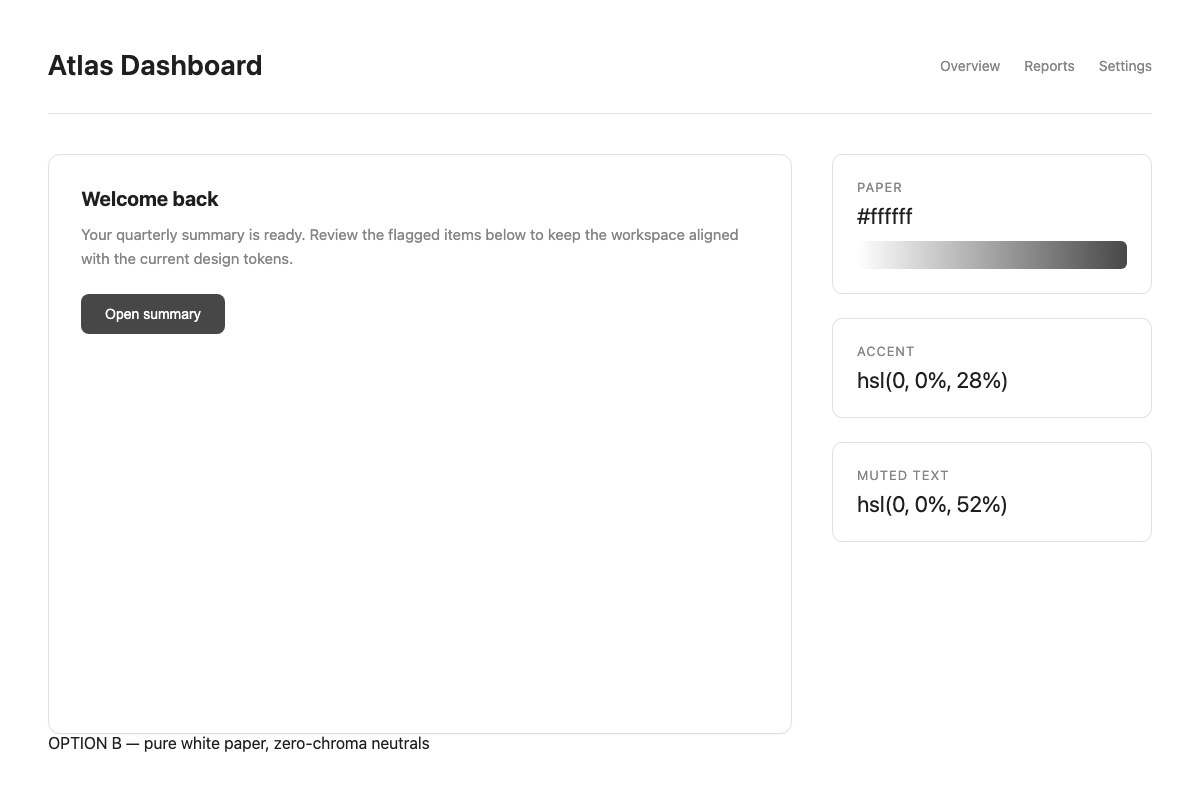 Atlas Dashboard
Overview
Reports
Settings
Welcome back
Your quarterly summary is ready. Review the flagged items below to keep the workspace aligned
with the current design tokens.
Open summary
PAPER
#ffffff
ACCENT
hsl(0, 0%, 28%)
MUTED TEXT
hsl(0, 0%, 52%)
OPTION B — pure white paper, zero-chroma neutrals